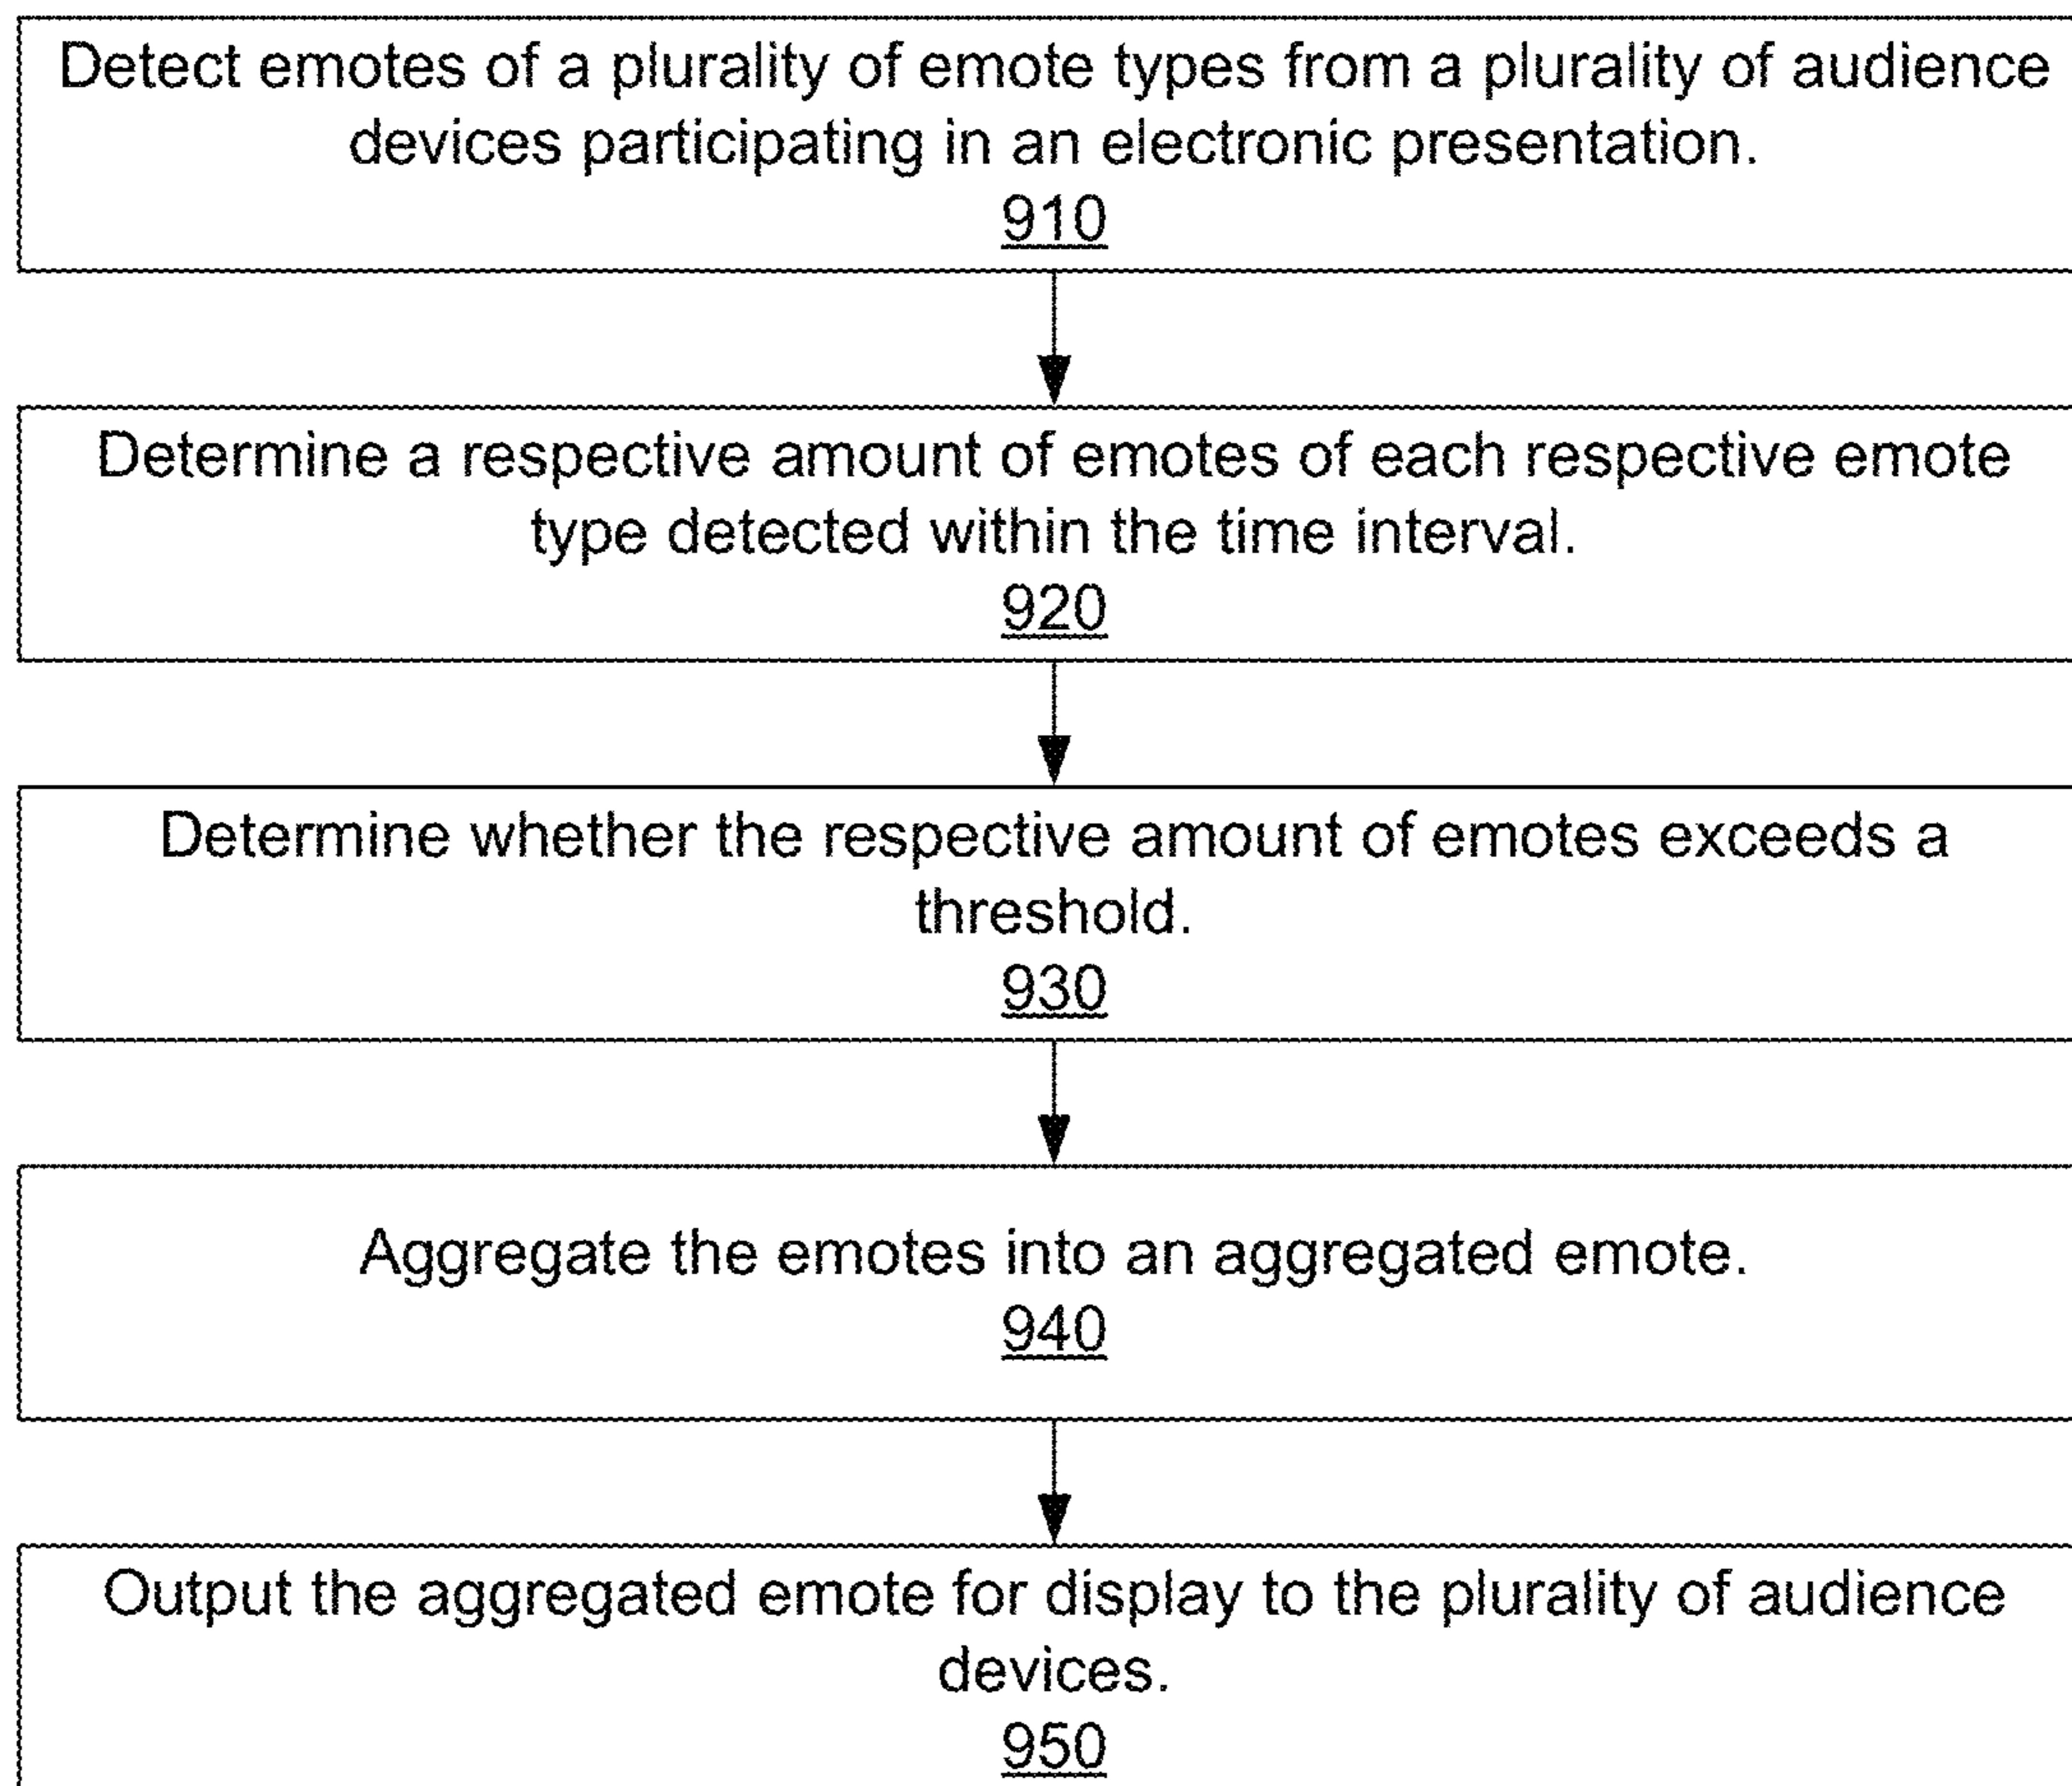 Detect emotes of a plurality of emote types from a plurality of audience
devices participating in an electronic presentation.
910
Determine a respective amount of emotes of each respective emote
type detected within the time interval.
920
Determine whether the respective amount of emotes exceeds a
threshold.
930
Aggregate the emotes into an aggregated emote.
940
Output the aggregated emote for display to the plurality of audience
devices.
950